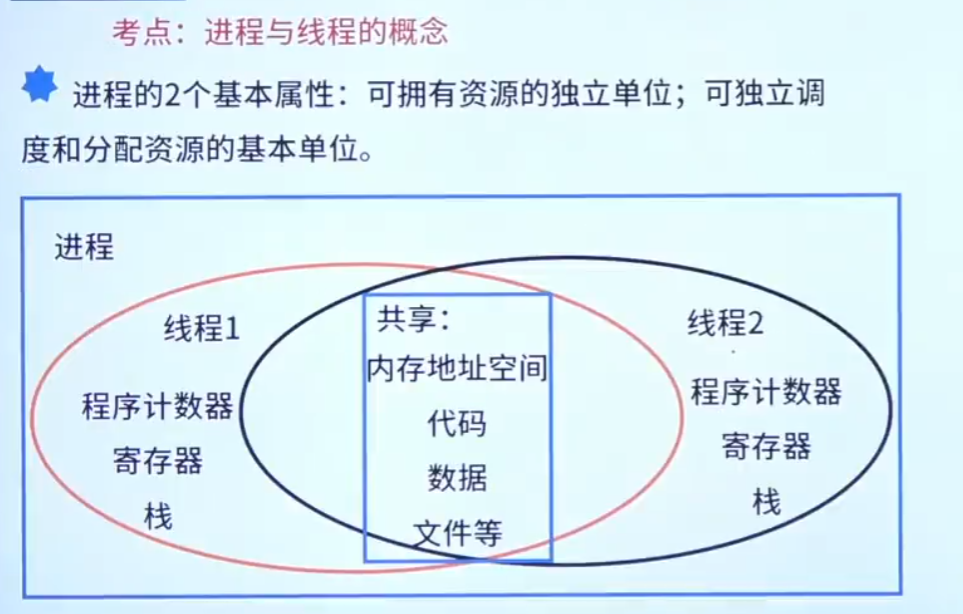 考点：进程与线程的概念
进程的2个基本属性：可拥有资源的独立单位；可独立调
度和分配资源的基本单位。
进程
线程1
程序计数器
寄存器
栈
共享：
内存地址空间
代码
数据
文件等
线程2
程序计数器
寄存器
栈